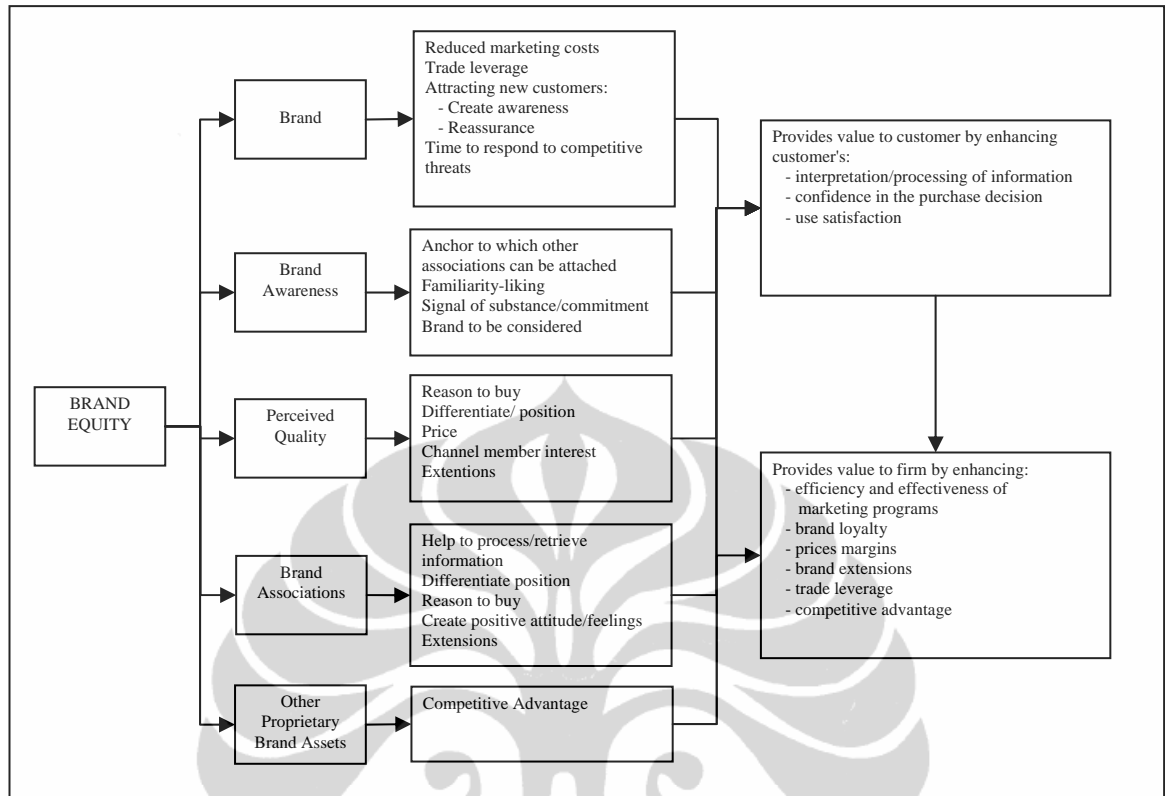 BRAND
EQUITY
Brand
Reduced marketing costs
Trade leverage
Attracting new customers:
- Create awareness
- Reassurance
Time to respond to competitive
threats
Brand
Awareness
Anchor to which other
associations can be attached
Familiarity-liking
Signal of substance/commitment
Brand to be considered
Perceived
Quality
Reason to buy
Differentiate/ position
Price
Channel member interest
Extentions
Brand
Associations
Help to process/retrieve
information
Differentiate position
Reason to buy
Create positive attitude/feelings
Extensions
Other
Proprietary
Brand Assets
Competitive Advantage
Provides value to customer by enhancing
customer's:
- interpretation/processing of information
- confidence in the purchase decision
- use satisfaction
Provides value to firm by enhancing:
- efficiency and effectiveness of
marketing programs
- brand loyalty
- prices margins
- brand extensions
- trade leverage
- competitive advantage